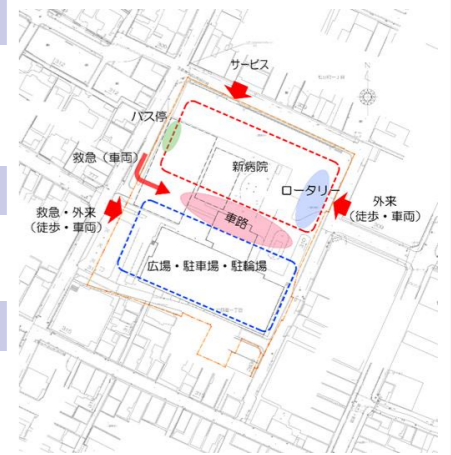 サービス
N
バス停
救急（車両）
新病院
ロータリー
救急・外来
（徒歩・車両）
外来
（徒歩・車両）
車路
広場・駐車場・駐輪場